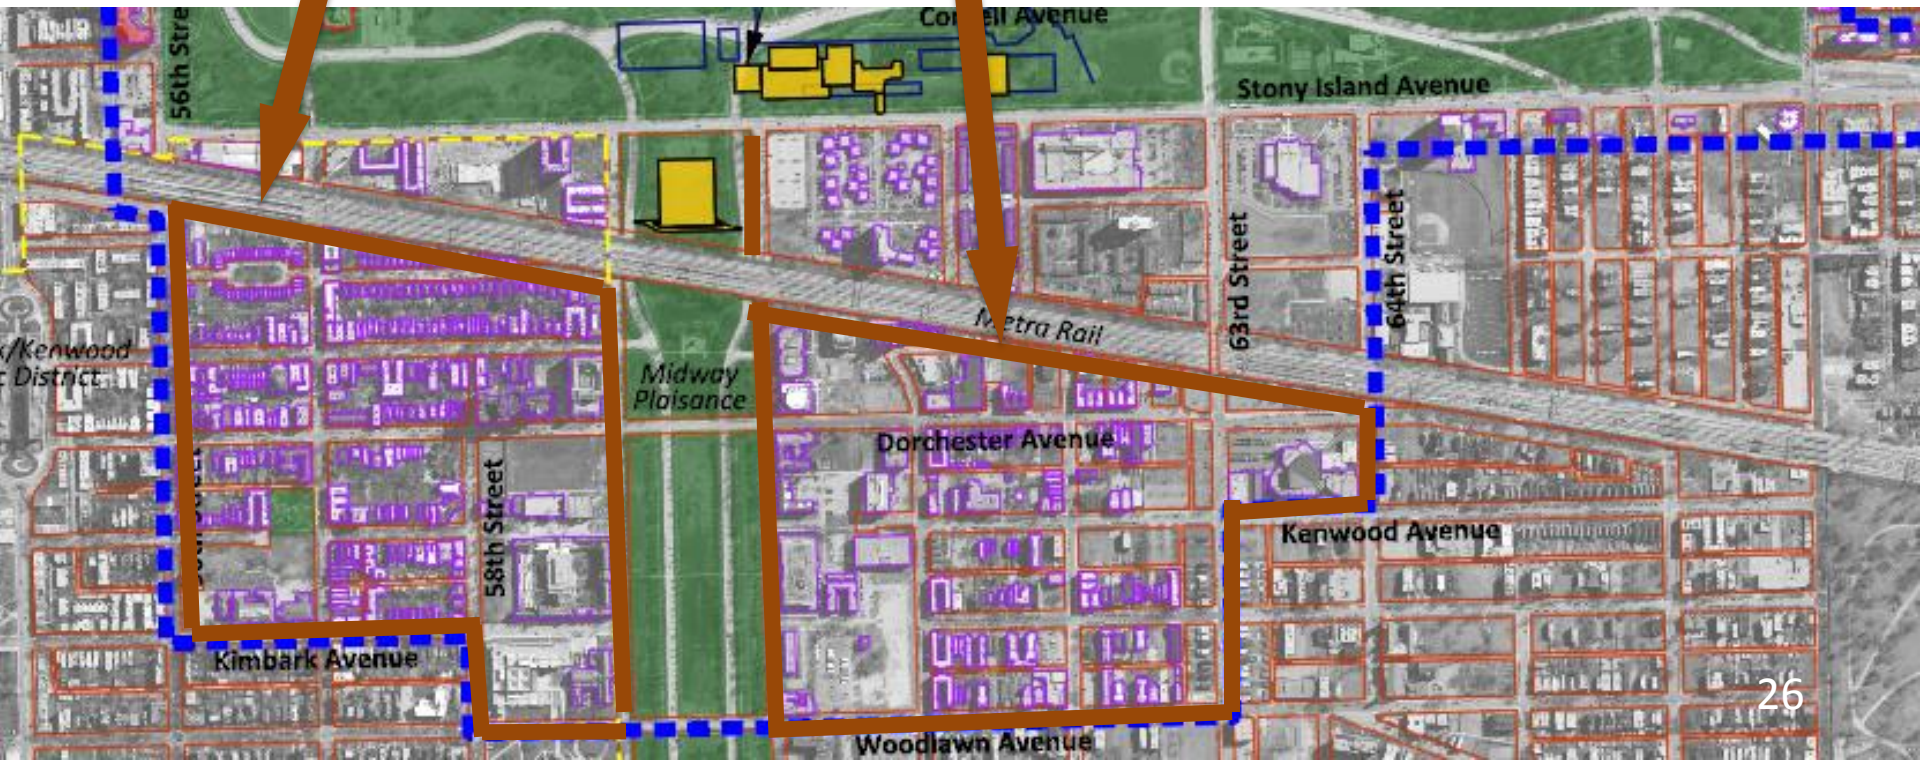 Cornell Avenue
56th Stre
Stony Island Avenue
63rd Street
64th Street
Metra Rail
k/Kenwood
c District
Midway
Plaisance
Dorchester Avenue
58th Street
Street
Kenwood Avenue
Kimbark Avenue
26
Woodlawn Avenue